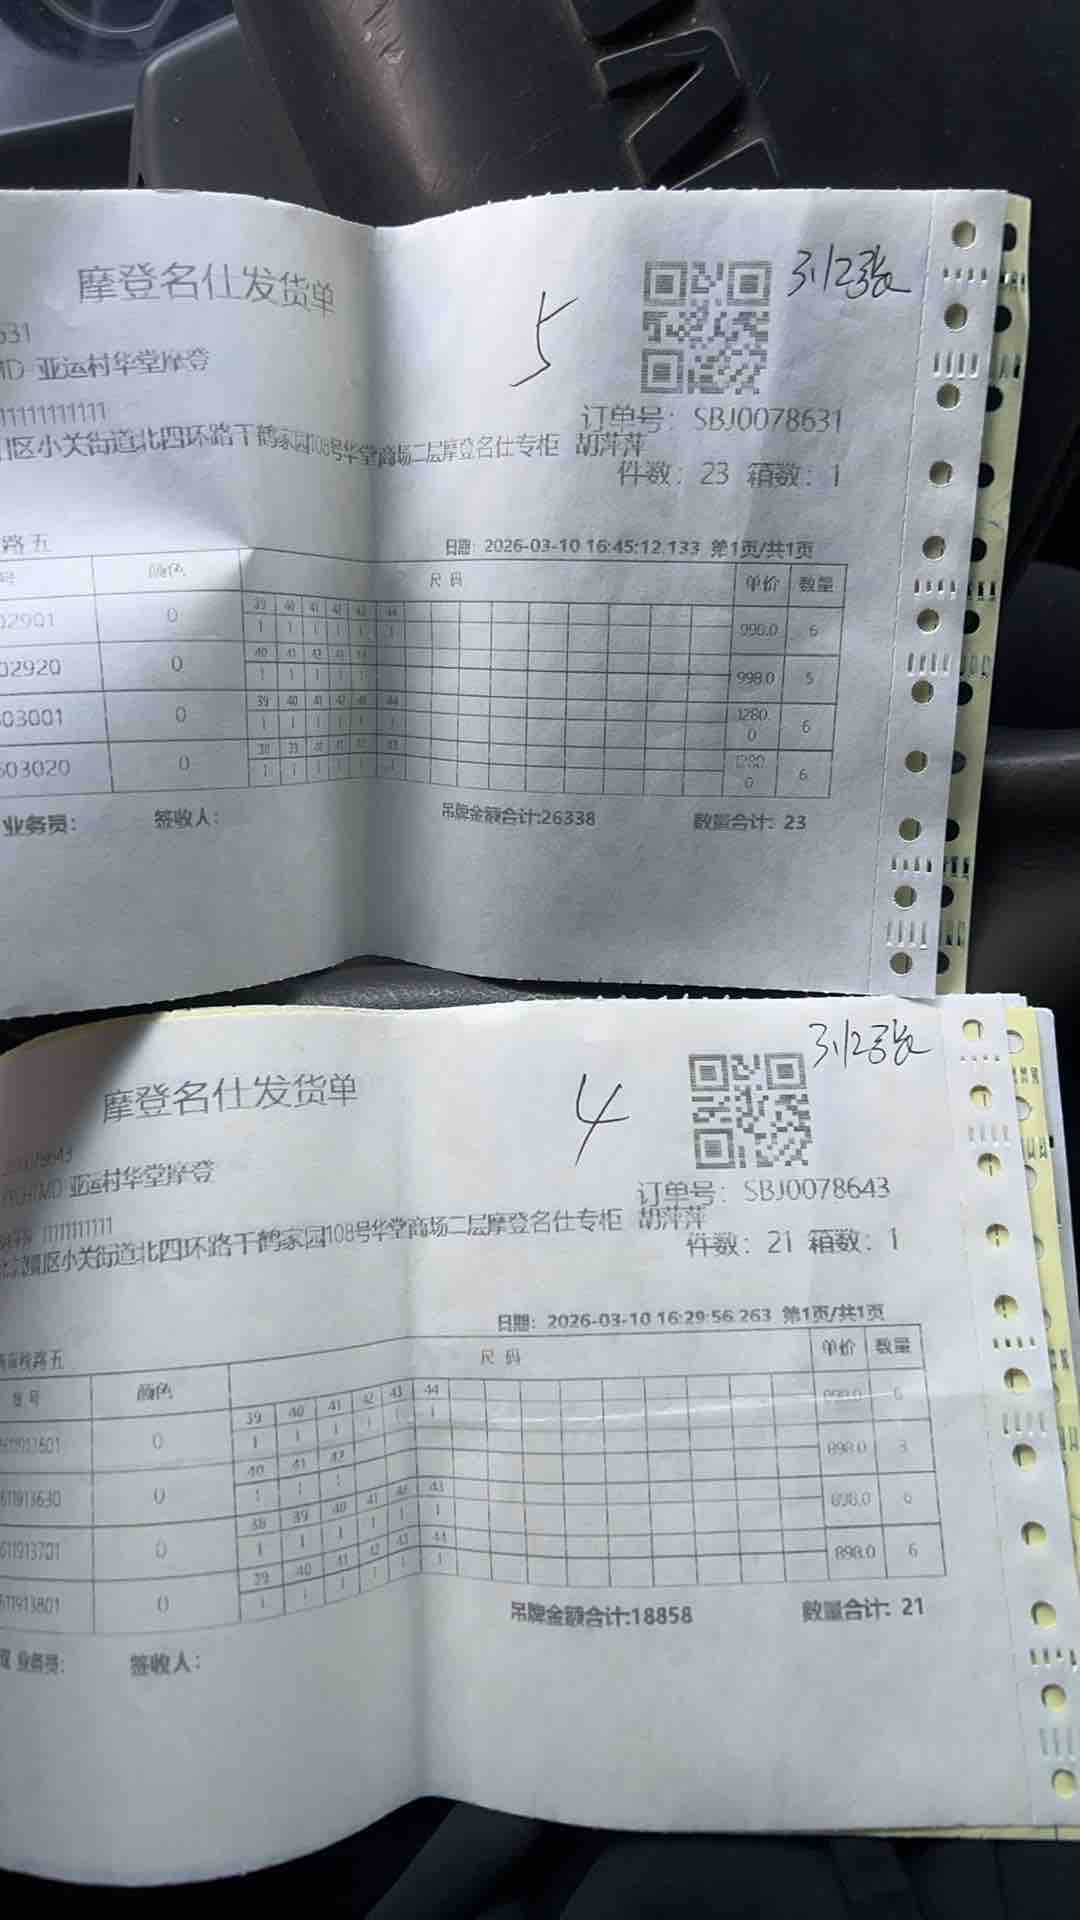 摩登名仕发货单
5
3.12张
631
MD 亚运村华堂摩登
111111111111
订单号: SBJ0078631
区小关街道北四环路干鹤家园108号华堂商场二层摩登名仕专柜 胡萍萍
件数: 23 箱数: 1
路五
日期: 2026-03-10 16:45:12.133 第1页/共1页
号 颜色 尺码 单价 数量
39 40 41 42 43 44
02901 0 1 1 1 1 1 1 998.0 6
40 41 42 43 44
02920 0 1 1 1 1 1 998.0 5
39 40 41 42 43 44
03001 0 1 1 1 1 1 1 1280.0 6
38 39 40 41 42 43
503020 0 1 1 1 1 1 1 1280.0 6
业务员: 签收人: 吊牌金额合计:26338 数量合计: 23
摩登名仕发货单
4
3.12张
0078643
MD 亚运村华堂摩登
11111111111
订单号: SBJ0078643
区小关街道北四环路干鹤家园108号华堂商场二层摩登名仕专柜 胡萍萍
件数: 21 箱数: 1
路五
日期: 2026-03-10 16:29:56.263 第1页/共1页
货号 颜色 尺码 单价 数量
39 40 41 42 43 44
0 1 1 1 1 1 1 898.0 6
40 41 42
611913630 0 1 1 1 898.0 3
38 39 40 41 42 43
611913701 0 1 1 1 1 1 1 898.0 6
39 40 41 42 43 44
611913801 0 1 1 1 1 1 1 898.0 6
业务员: 签收人: 吊牌金额合计:18858 数量合计: 21